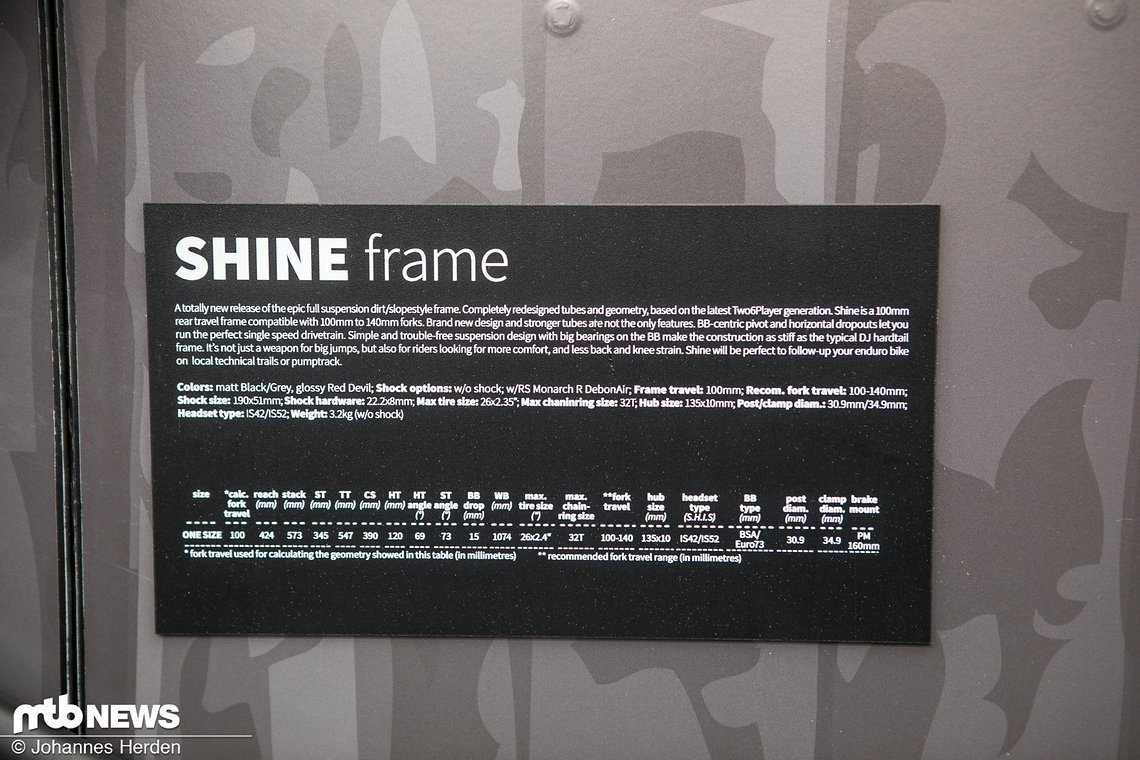 SHINE frame
A totally new release of the epic full suspension dirt/slopestyle frame. Completely redesigned tubes and geometry, based on the latest Two6Player generation. Shine is a 100mm
rear travel frame compatible with 100mm to 140mm forks. Brand new design and stronger tubes are not the only features. BB-centric pivot and horizontal dropouts let you
run the perfect single speed drivetrain. Simple and trouble-free suspension design with big bearings on the BB make the construction as stiff as the typical DJ hardtail
frame. It's not just a weapon for big jumps, but also for riders looking for more comfort, and less back and knee strain. Shine will be perfect to follow-up your enduro bike
on local technical trails or pumptrack.
Colors: matt Black/Grey, glossy Red Devil; Shock options: w/o shock; w/RS Monarch R DebonAir; Frame travel: 100mm; Recom. fork travel: 100-140mm;
Shock size: 190x51mm; Shock hardware: 22.2x8mm; Max tire size: 26x2.35"; Max chaninring size: 32T; Hub size: 135x10mm; Post/clamp diam.: 30.9mm/34.9mm;
Headset type: IS42/IS52; Weight: 3.2kg (w/o shock)
size *calc. fork travel reach (mm) stack (mm) ST (mm) TT (mm) CS (mm) HT (mm) HT angle (°) ST angle (°) BB drop (mm) WB (mm) max. tire size (") max. chain-ring size **fork travel hub size (mm) headset type (S.H.I.S) BB type (mm) post diam. (mm) clamp diam. (mm) brake mount
ONE SIZE 100 424 573 345 547 390 120 69 73 15 1074 26x2.4" 32T 100-140 135x10 IS42/IS52 BSA/Euro73 30.9 34.9 PM 160mm
* fork travel used for calculating the geometry showed in this table (in millimetres) ** recommended fork travel range (in millimetres)
mtb NEWS
© Johannes Herden